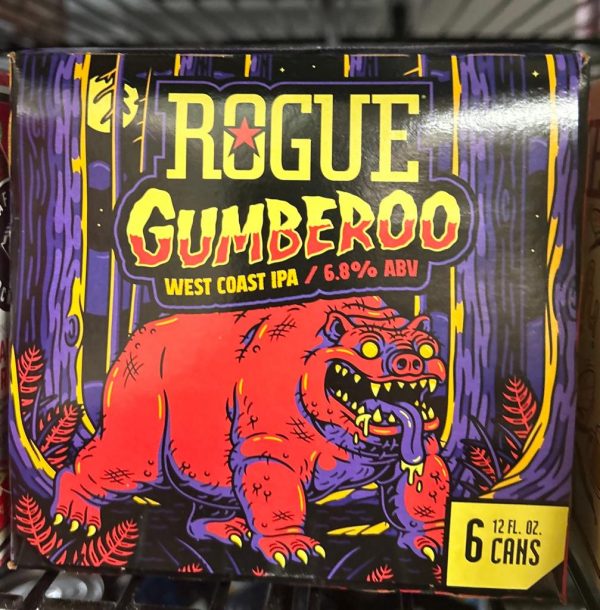 ROGUE
GUMBEROO
WEST COAST IPA / 6.8% ABV
6 12 FL. OZ.
CANS